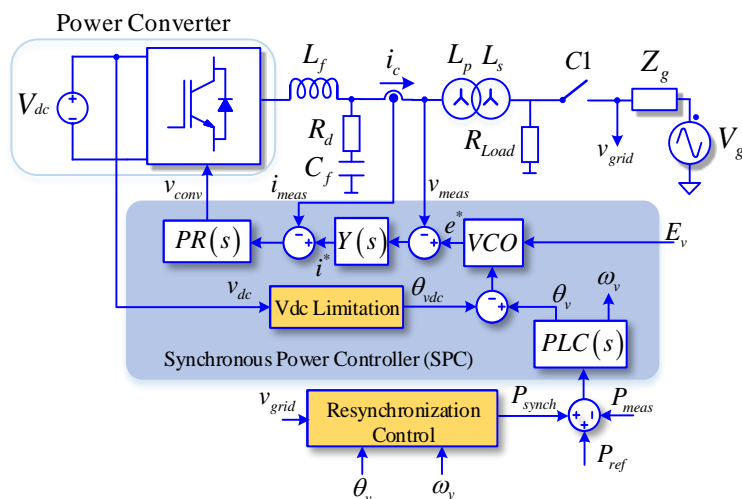 Power Converter
L_f
i_c
L_p L_s
C1
Z_g
V_dc
R_d
C_f
R_Load
v_grid
V_g
v_conv
i_meas
v_meas
PR(s)
Y(s)
i^*
e^*
VCO
E_v
v_dc
Vdc Limitation
θ_vdc
θ_v
ω_v
PLC(s)
Synchronous Power Controller (SPC)
v_grid
Resynchronization
Control
P_synch
P_meas
P_ref
θ_v
ω_v